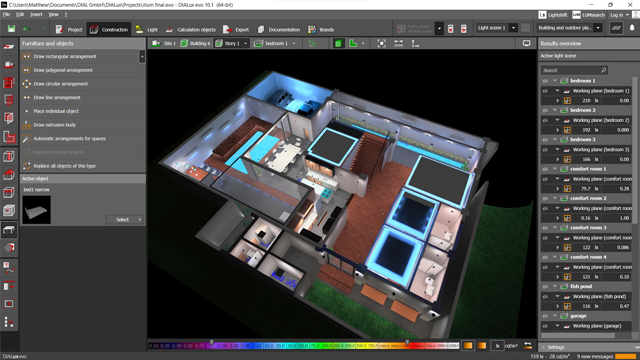 C:\Users\Matthew\Documents\DIAL GmbH\DIALux\Projects\illum final.evo - DIALux evo 10.1 (64-bit)
File Edit View Insert ?
Project Construction Light Calculation objects Export Documentation Brands
Light scene 1
Lightshift LUMsearch
Building and outdoor plan...
Furniture and objects
Site 1 Building 6 Story 1 bedroom 1
Results overview
Active light scene
Draw rectangular arrangement
Draw polygonal arrangement
Draw circular arrangement
Draw line arrangement
Place individual object
Draw extrusion body
Automatic arrangements for spaces
Replace selected objects
Replace all objects of this type
Active object
bed1 narrow
Select
Search
bedroom 1
Working plane (bedroom 1)
210 lx 0.00
bedroom 2
Working plane (bedroom 2)
192 lx 0.000
bedroom 3
Working plane (bedroom 3)
166 lx 0.00
comfort room 1
Working plane (comfort room
79.7 lx 0.28
comfort room 2
Working plane (comfort room
0.16 lx 1.00
comfort room 3
Working plane (comfort room
122 lx 0.086
comfort room 4
Working plane (comfort room
121 lx 0.10
fish pond
Working plane (fish pond)
116 lx 0.47
garage
Working plane (garage)
Settings
lx cd/m²
DIALux evo
159 lx - 28 cd/m²
9 new messages